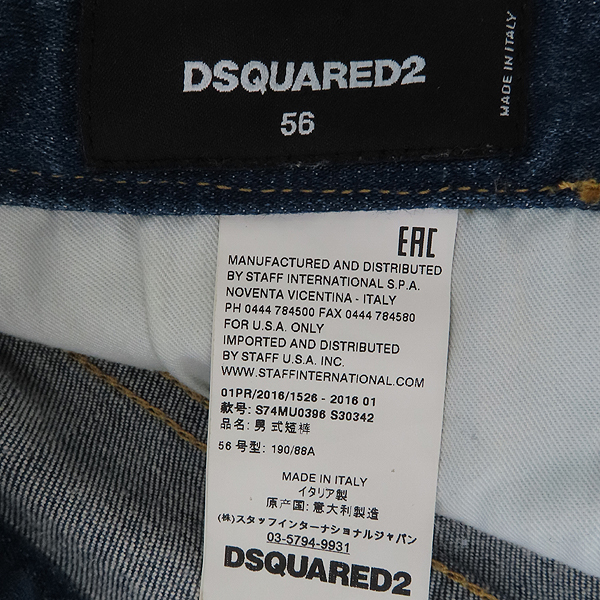 DSQUARED2
56
MADE IN ITALY
EAC
MANUFACTURED AND DISTRIBUTED
BY STAFF INTERNATIONAL S.P.A.
NOVENTA VICENTINA - ITALY
PH 0444 784500 FAX 0444 784580
FOR U.S.A. ONLY
IMPORTED AND DISTRIBUTED
BY STAFF U.S.A. INC.
WWW.STAFFINTERNATIONAL.COM
01PR/2016/1526 - 2016 01
款号: S74MU0396 S30342
品名: 男式短裤
56 号型: 190/88A
MADE IN ITALY
イタリア製
原产国: 意大利製造
(株)スタッフインターナショナルジャパン
03-5794-9931
DSQUARED2